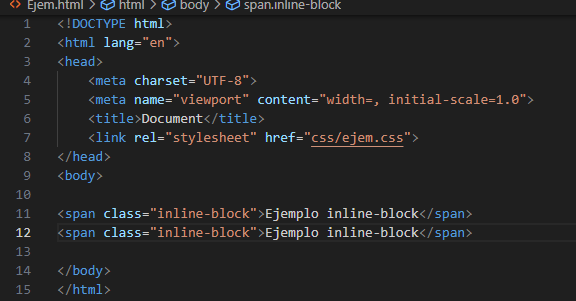 Ejem.html > html > body > span.inline-block
1 <!DOCTYPE html>
2 <html lang="en">
3 <head>
4 <meta charset="UTF-8">
5 <meta name="viewport" content="width=, initial-scale=1.0">
6 <title>Document</title>
7 <link rel="stylesheet" href="css/ejem.css">
8 </head>
9 <body>
10
11 <span class="inline-block">Ejemplo inline-block</span>
12 <span class="inline-block">Ejemplo inline-block</span>
13
14 </body>
15 </html>